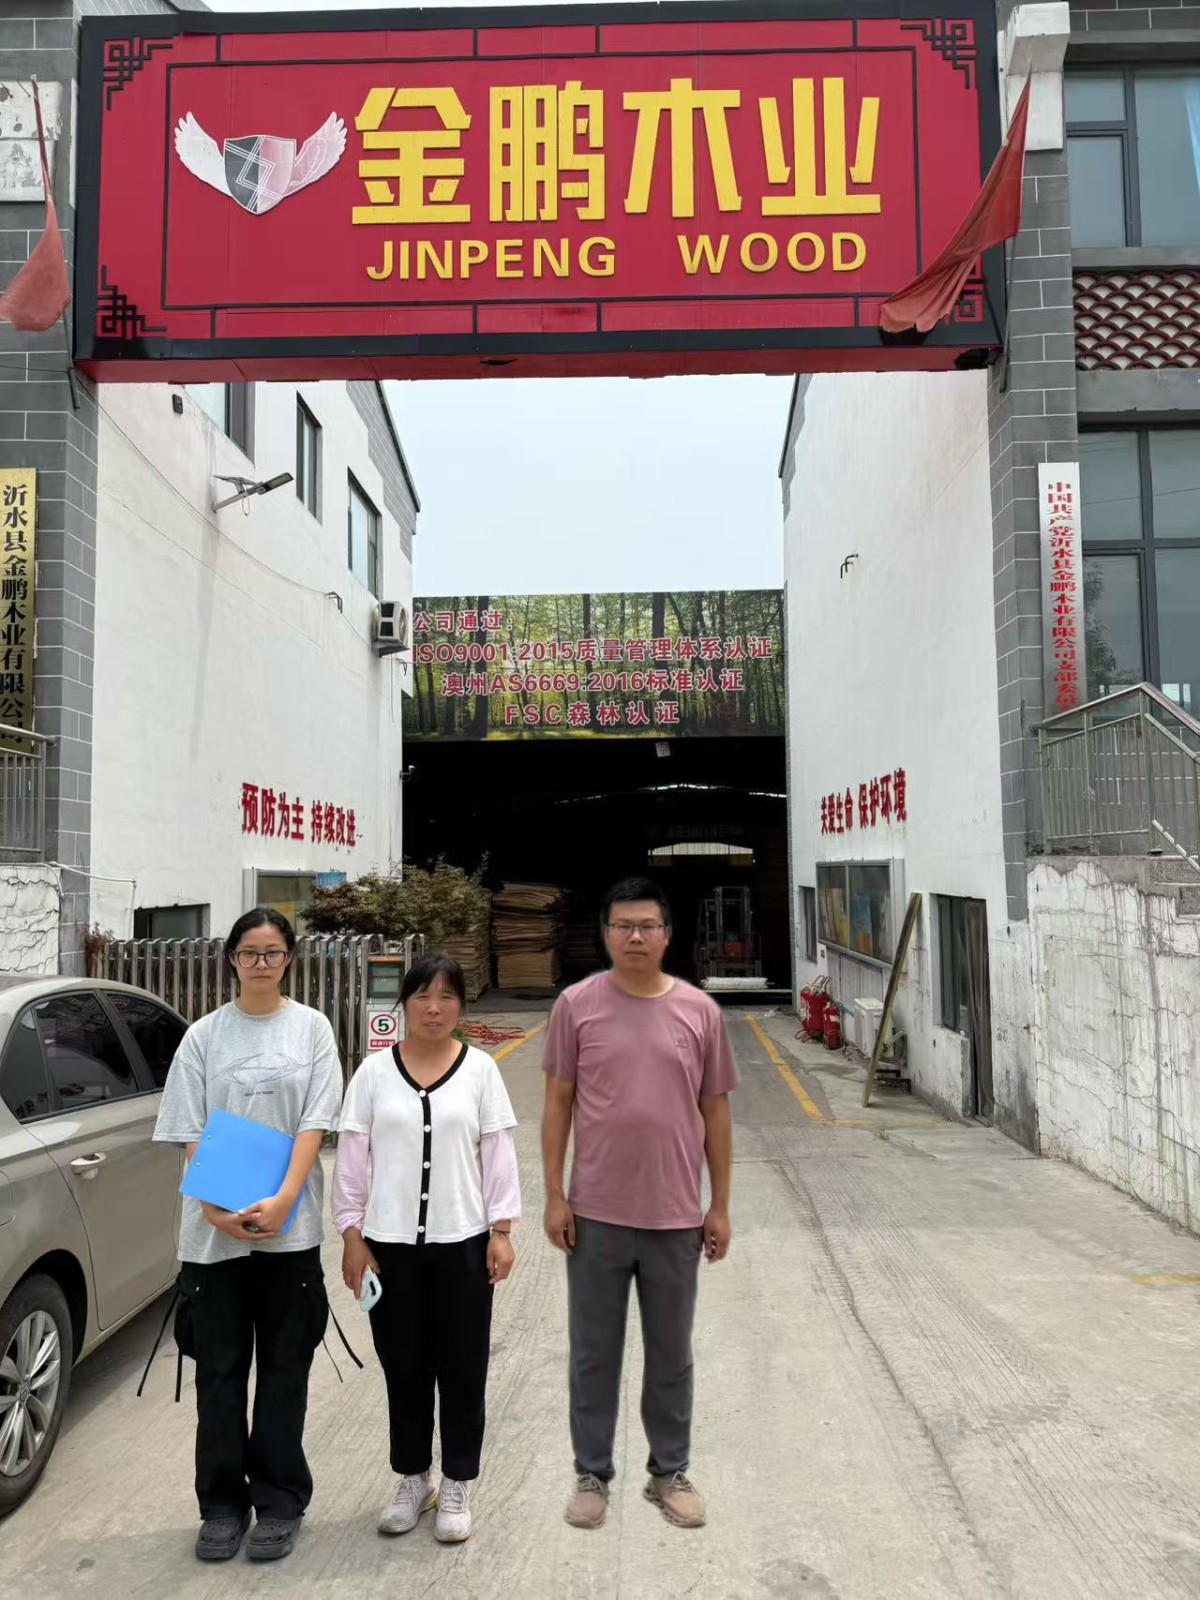 金鹏木业
JINPENG WOOD
沂水县金鹏木业有限公司
中国共产党沂水县金鹏木业有限公司支部委员
公司通过:
ISO9001:2015质量管理体系认证
澳州AS6669:2016标准认证
FSC森林认证
预防为主 持续改进
关爱生命 保护环境
5